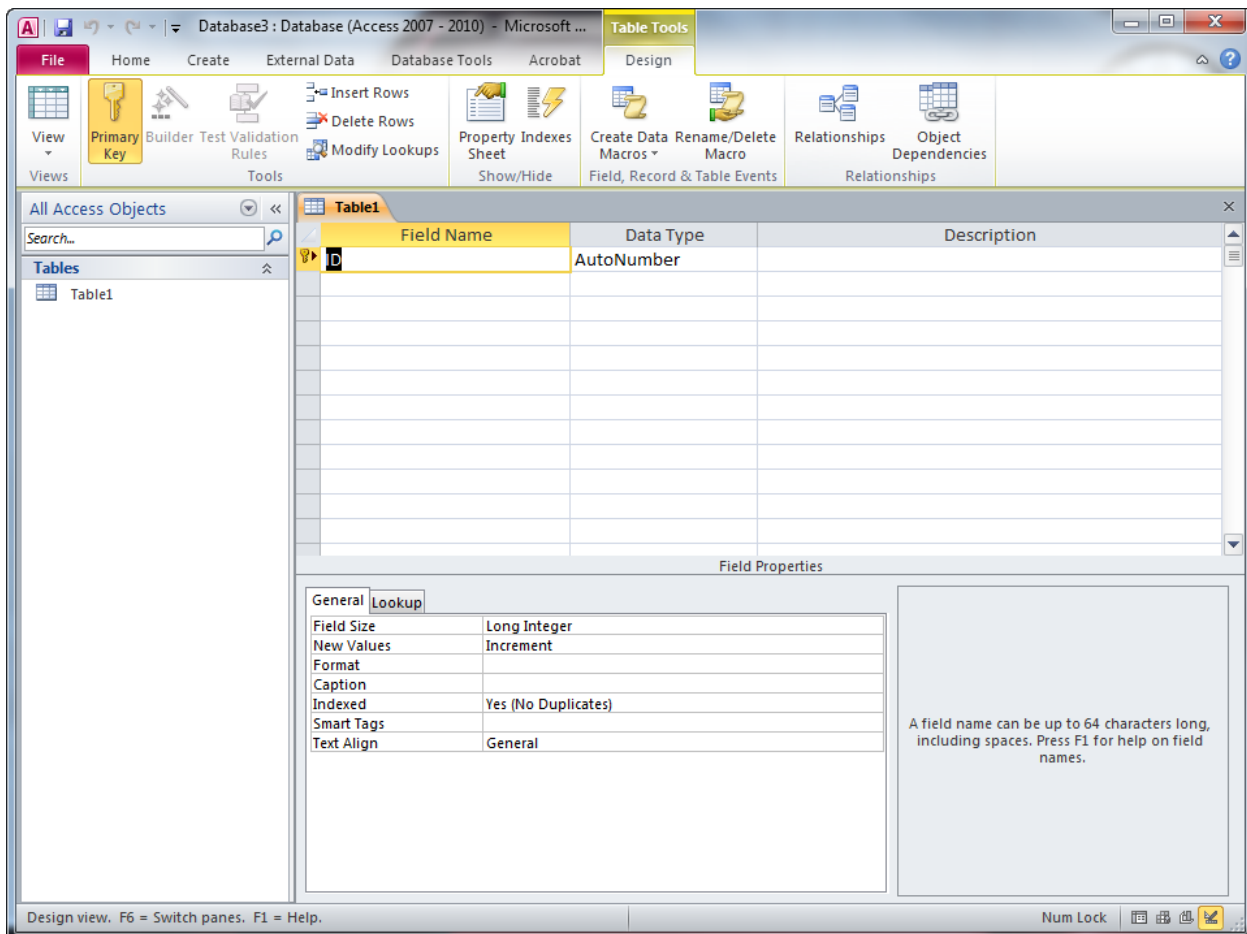 A Database3 : Database (Access 2007 - 2010) - Microsoft ... Table Tools
File Home Create External Data Database Tools Acrobat Design
View
Primary Key
Builder
Test Validation Rules
Insert Rows
Delete Rows
Modify Lookups
Property Sheet
Indexes
Create Data Macros
Rename/Delete Macro
Relationships
Object Dependencies
Views Tools Show/Hide Field, Record & Table Events Relationships
All Access Objects
Search...
Tables
Table1
Table1
Field Name Data Type Description
ID AutoNumber
Field Properties
General Lookup
Field Size Long Integer
New Values Increment
Format
Caption
Indexed Yes (No Duplicates)
Smart Tags
Text Align General
A field name can be up to 64 characters long,
including spaces. Press F1 for help on field
names.
Design view. F6 = Switch panes. F1 = Help. Num Lock